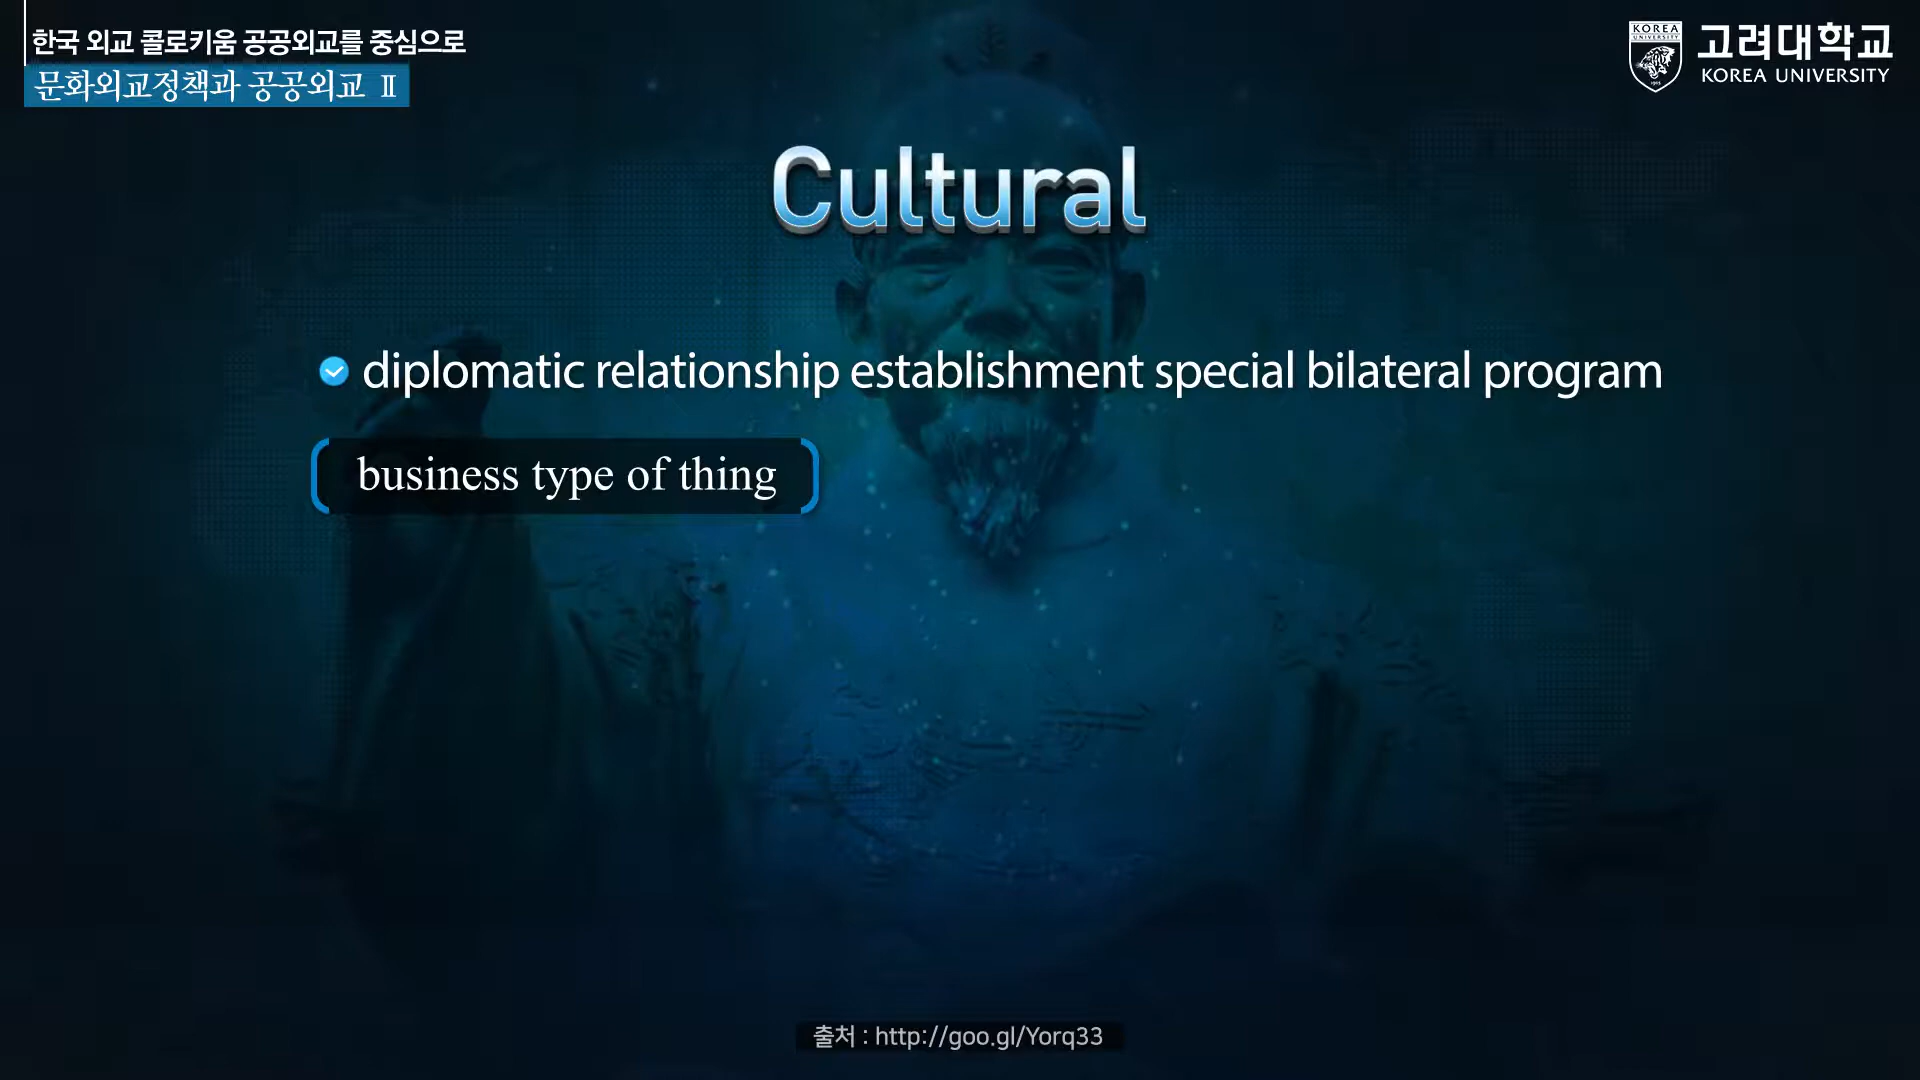 한국 외교 콜로키움 공공외교를 중심으로
문화외교정책과 공공외교 Ⅱ
KOREA
UNIVERSITY
고려대학교
KOREA UNIVERSITY
Cultural
diplomatic relationship establishment special bilateral program
business type of thing
출처 : http://goo.gl/Yorq33